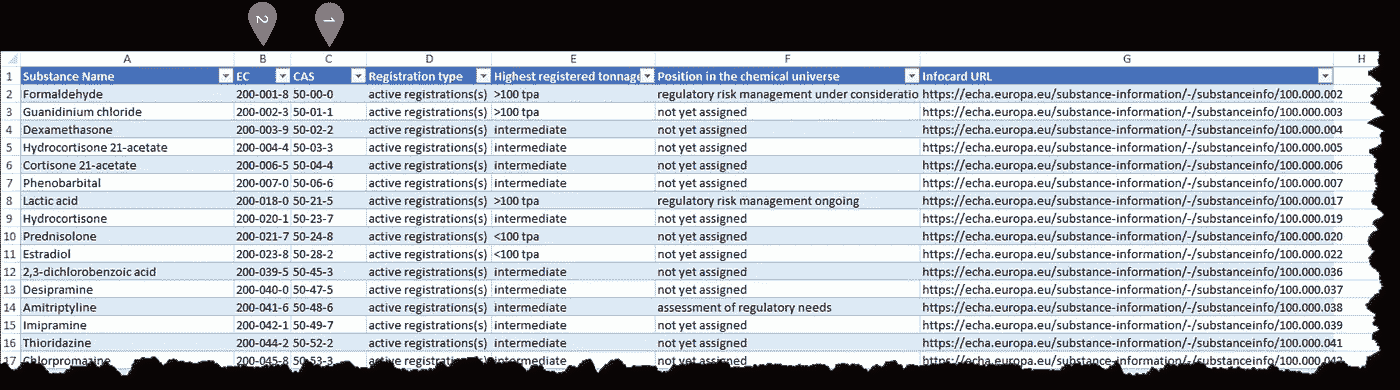 2 1
A B C D E F G H
1 Substance Name EC CAS Registration type Highest registered tonnag Position in the chemical universe Infocard URL
2 Formaldehyde 200-001-8 50-00-0 active registrations(s) >100 tpa regulatory risk management under consideratio https://echa.europa.eu/substance-information/-/substanceinfo/100.000.002
3 Guanidinium chloride 200-002-3 50-01-1 active registrations(s) >100 tpa not yet assigned https://echa.europa.eu/substance-information/-/substanceinfo/100.000.003
4 Dexamethasone 200-003-9 50-02-2 active registrations(s) intermediate not yet assigned https://echa.europa.eu/substance-information/-/substanceinfo/100.000.004
5 Hydrocortisone 21-acetate 200-004-4 50-03-3 active registrations(s) intermediate not yet assigned https://echa.europa.eu/substance-information/-/substanceinfo/100.000.005
6 Cortisone 21-acetate 200-006-5 50-04-4 active registrations(s) intermediate not yet assigned https://echa.europa.eu/substance-information/-/substanceinfo/100.000.006
7 Phenobarbital 200-007-0 50-06-6 active registrations(s) intermediate not yet assigned https://echa.europa.eu/substance-information/-/substanceinfo/100.000.007
8 Lactic acid 200-018-0 50-21-5 active registrations(s) >100 tpa regulatory risk management ongoing https://echa.europa.eu/substance-information/-/substanceinfo/100.000.017
9 Hydrocortisone 200-020-1 50-23-7 active registrations(s) intermediate not yet assigned https://echa.europa.eu/substance-information/-/substanceinfo/100.000.019
10 Prednisolone 200-021-7 50-24-8 active registrations(s) <100 tpa not yet assigned https://echa.europa.eu/substance-information/-/substanceinfo/100.000.020
11 Estradiol 200-023-8 50-28-2 active registrations(s) <100 tpa not yet assigned https://echa.europa.eu/substance-information/-/substanceinfo/100.000.022
12 2,3-dichlorobenzoic acid 200-039-5 50-45-3 active registrations(s) intermediate not yet assigned https://echa.europa.eu/substance-information/-/substanceinfo/100.000.036
13 Desipramine 200-040-0 50-47-5 active registrations(s) intermediate not yet assigned https://echa.europa.eu/substance-information/-/substanceinfo/100.000.037
14 Amitriptyline 200-041-6 50-48-6 active registrations(s) intermediate assessment of regulatory needs https://echa.europa.eu/substance-information/-/substanceinfo/100.000.038
15 Imipramine 200-042-1 50-49-7 active registrations(s) intermediate not yet assigned https://echa.europa.eu/substance-information/-/substanceinfo/100.000.039
16 Thioridazine 200-044-2 50-52-2 active registrations(s) intermediate not yet assigned https://echa.europa.eu/substance-information/-/substanceinfo/100.000.041
17 Chlorpromazine 200-045-8 50-53-3 active registrations(s) intermediate not yet assigned https://echa.europa.eu/substance-information/-/substanceinfo/100.000.042